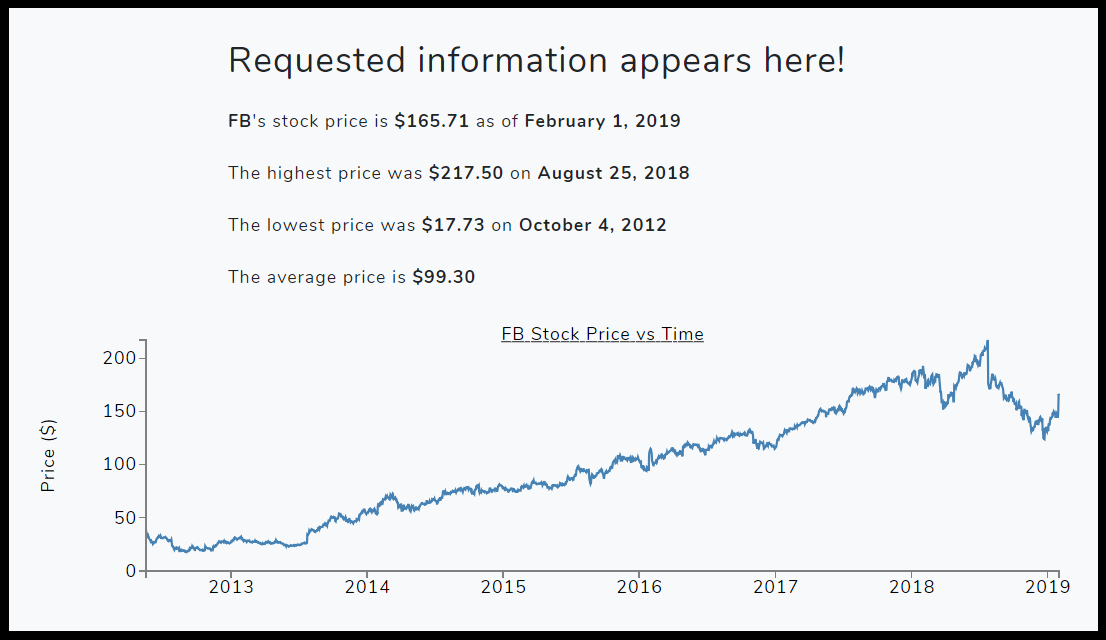 Requested information appears here!
FB's stock price is $165.71 as of February 1, 2019
The highest price was $217.50 on August 25, 2018
The lowest price was $17.73 on October 4, 2012
The average price is $99.30
FB Stock Price vs Time
200
150
100
50
0
Price ($)
2013 2014 2015 2016 2017 2018 2019